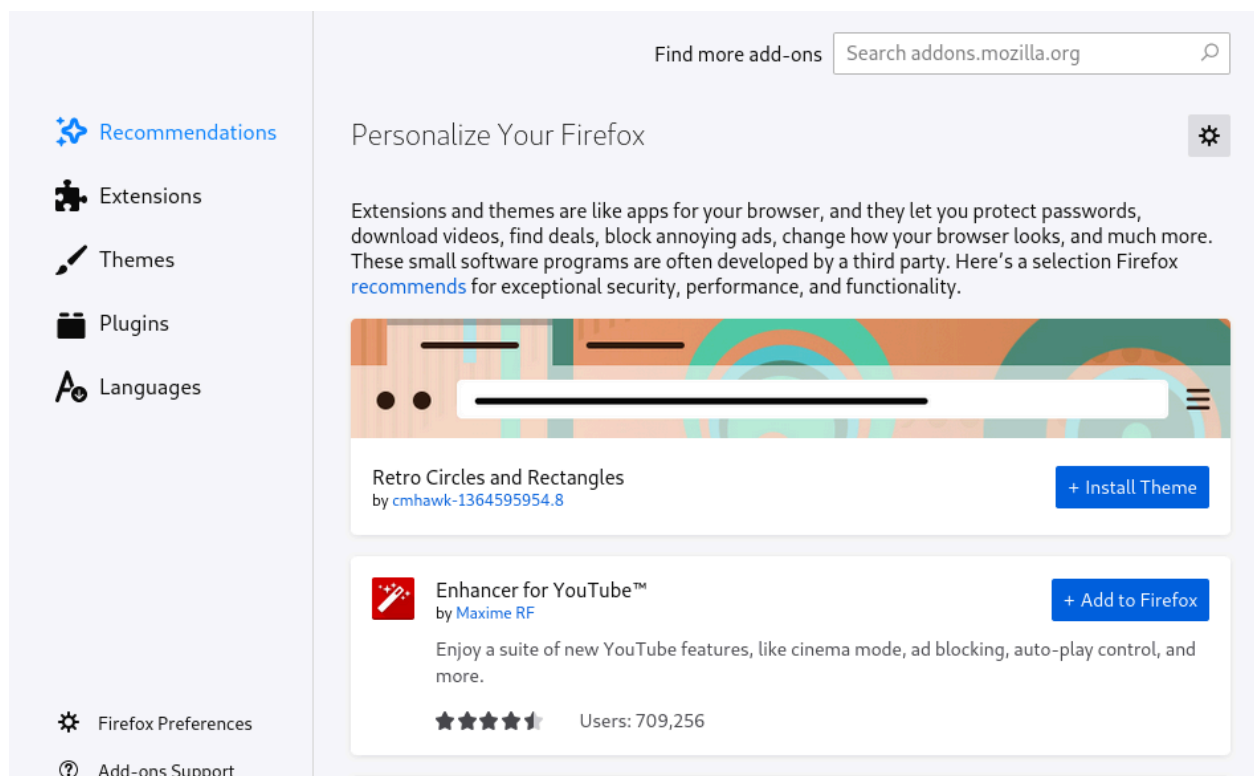 Find more add-ons
Search addons.mozilla.org
Recommendations
Extensions
Themes
Plugins
Languages
Personalize Your Firefox
Extensions and themes are like apps for your browser, and they let you protect passwords,
download videos, find deals, block annoying ads, change how your browser looks, and much more.
These small software programs are often developed by a third party. Here’s a selection Firefox
recommends for exceptional security, performance, and functionality.
Retro Circles and Rectangles
by cmhawk-1364595954.8
+ Install Theme
Enhancer for YouTube™
by Maxime RF
+ Add to Firefox
Enjoy a suite of new YouTube features, like cinema mode, ad blocking, auto-play control, and
more.
Users: 709,256
Firefox Preferences
Add-ons Support